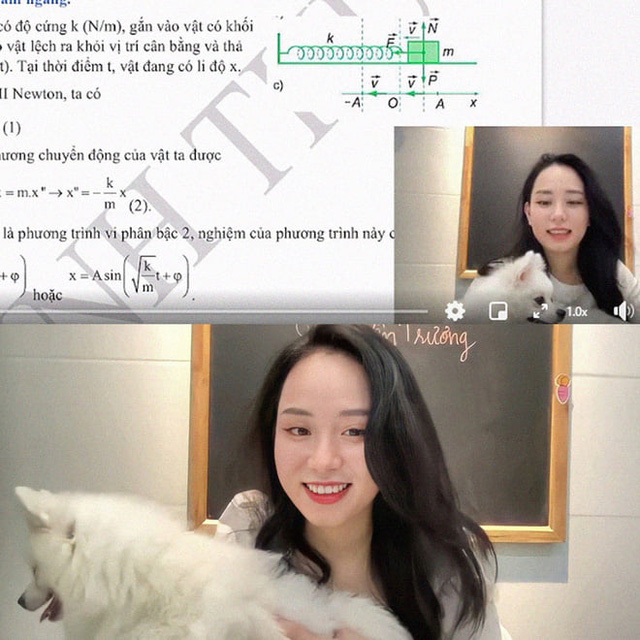 có độ cứng k (N/m), gắn vào vật có khối
vật lệch ra khỏi vị trí cân bằng và thả
t). Tại thời điểm t, vật đang có li độ x.
II Newton, ta có
(1)
ương chuyển động của vật ta được
= m.x" → x" = - k/m x (2).
là phương trình vi phân bậc 2, nghiệm của phương trình này c
+ φ) hoặc x = A sin(√(k/m) t + φ).
k F v N m
P
c)
v v
-A O A x
1.0x
Trường